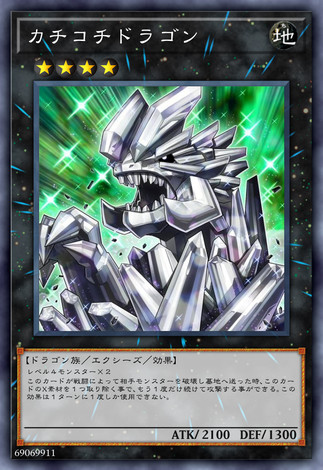 カチコチドラゴン
地
【ドラゴン族／エクシーズ／効果】
レベル４モンスター×２
このカードが戦闘によって相手モンスターを破壊し墓地へ送った時、このカー
ドのX素材を１つ取り除く事で、もう１度だけ続けて攻撃する事ができる。この
効果は１ターンに１度しか使用できない。
ATK/ 2100 DEF/ 1300
69069911